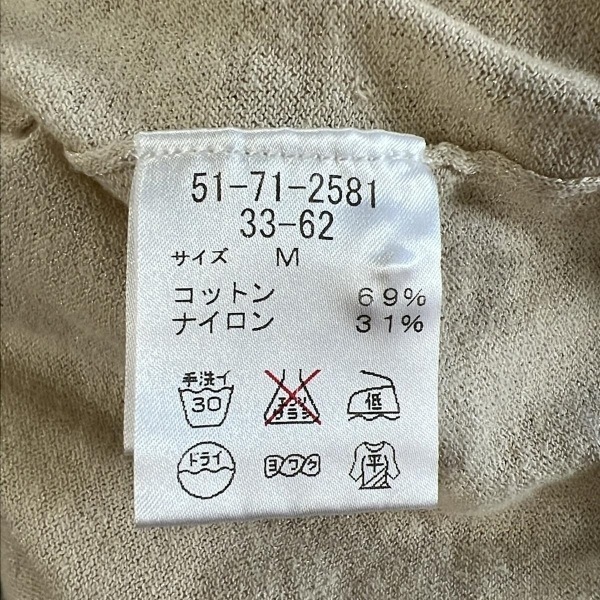 51-71-2581
33-62
サイズ M
コットン 69%
ナイロン 31%
手洗イ 30
エンソサラシ
低
ドライ
ヨワク
平